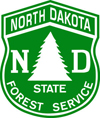 NORTH DAKOTA
N D
STATE
FOREST SERVICE